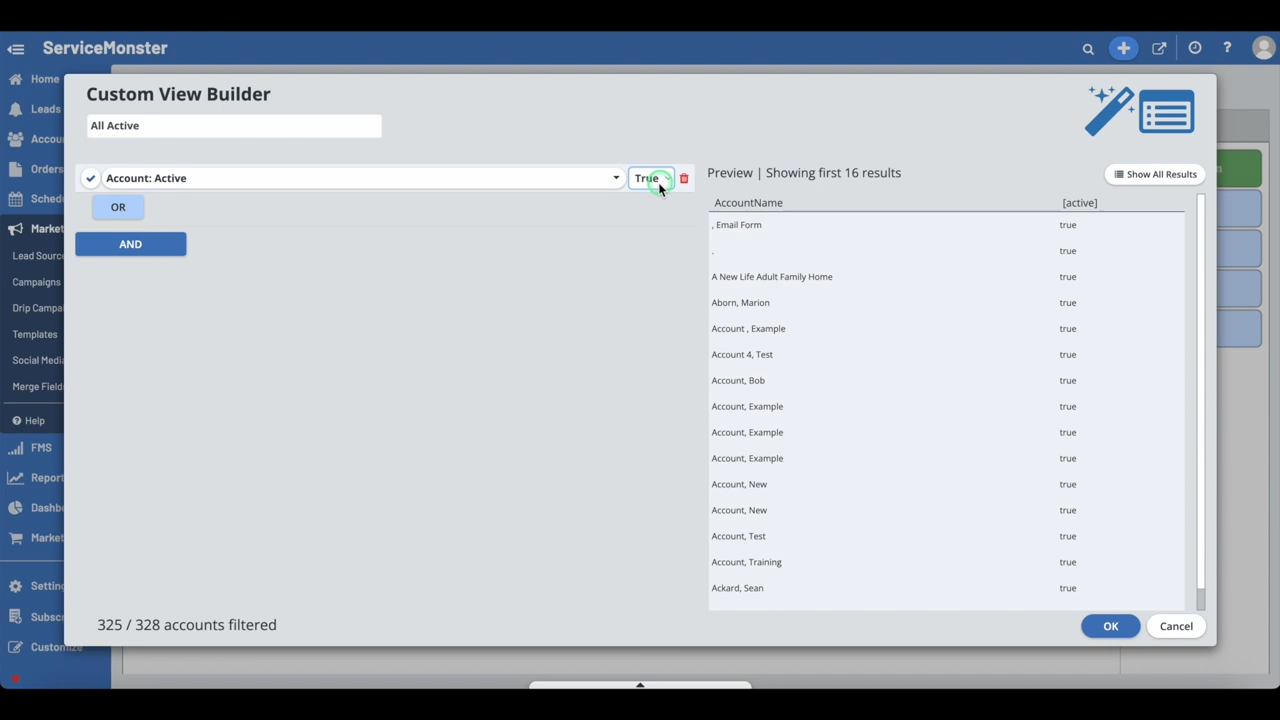 ServiceMonster
?
Home
Leads
Accou
Orders
Sched
Market
Lead Sourc
Campaigns
Drip Campa
Templates
Social Media
Merge Field
? Help
FMS
Report
Dashb
Market
Setting
Subsc
Customize
Custom View Builder
All Active
Account: Active
True
OR
AND
Preview | Showing first 16 results
Show All Results
AccountName [active]
, Email Form true
. true
A New Life Adult Family Home true
Aborn, Marion true
Account , Example true
Account 4, Test true
Account, Bob true
Account, Example true
Account, Example true
Account, Example true
Account, New true
Account, New true
Account, Test true
Account, Training true
Ackard, Sean true
325 / 328 accounts filtered
OK
Cancel